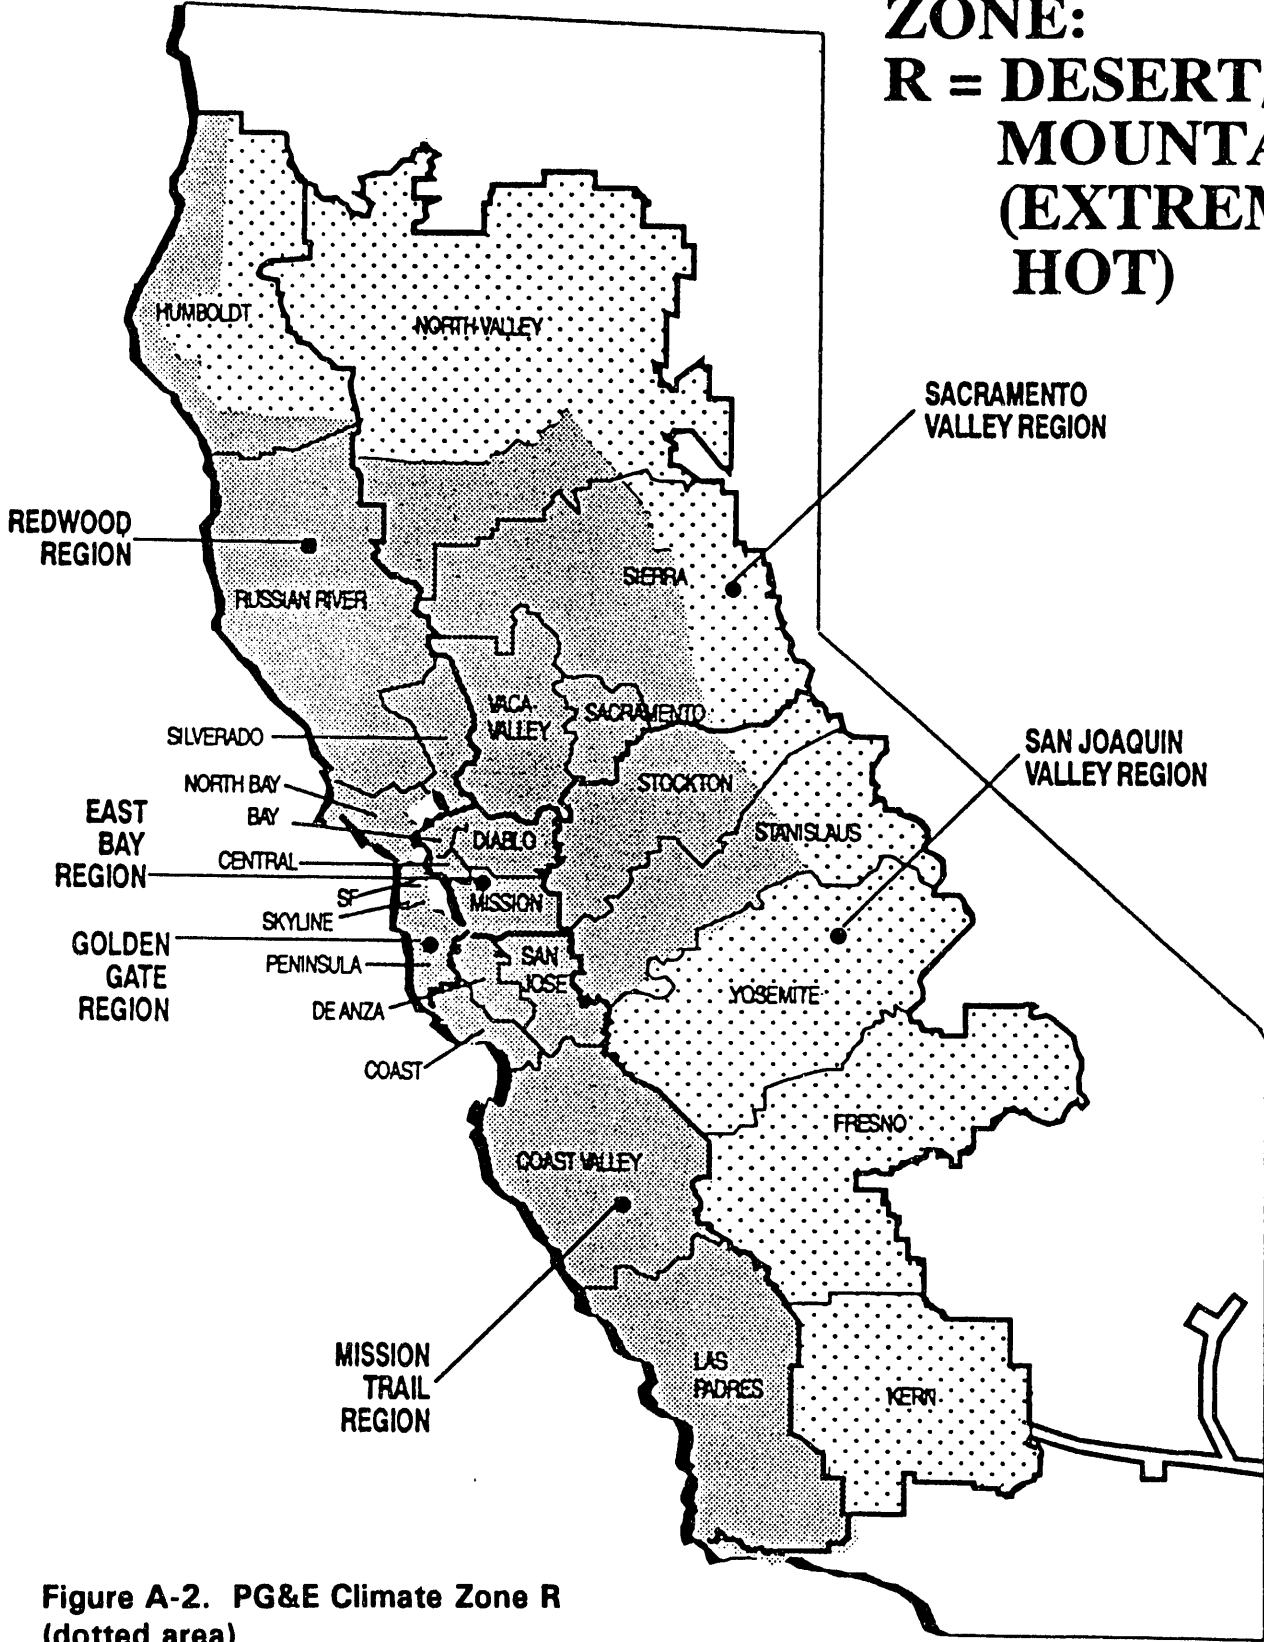 ZONE:
R = DESERT,
(EXTREM
HOT)
HUMBOLDT
NORTH VALLEY
SACRAMENTO
VALLEY REGION
REDWOOD
REGION
SIERRA
RUSSIAN RIVER
VACA-
VALLEY
SACRAMENTO
SILVERADO
SAN JOAQUIN
VALLEY REGION
STOCKTON
NORTH BAY
EAST
BAY
REGION
BAY
STANISLAUS
DIABLO
CENTRAL
SF
MISSION
SKYLINE
GOLDEN
GATE
REGION
PENINSULA
SAN
JOSE
DE ANZA
YOSEMITE
COAST
FRESNO
COAST VALLEY
MISSION
TRAIL
REGION
LAS
PADRES
KERN
Figure A-2. PG&E Climate Zone R
(dotted area)